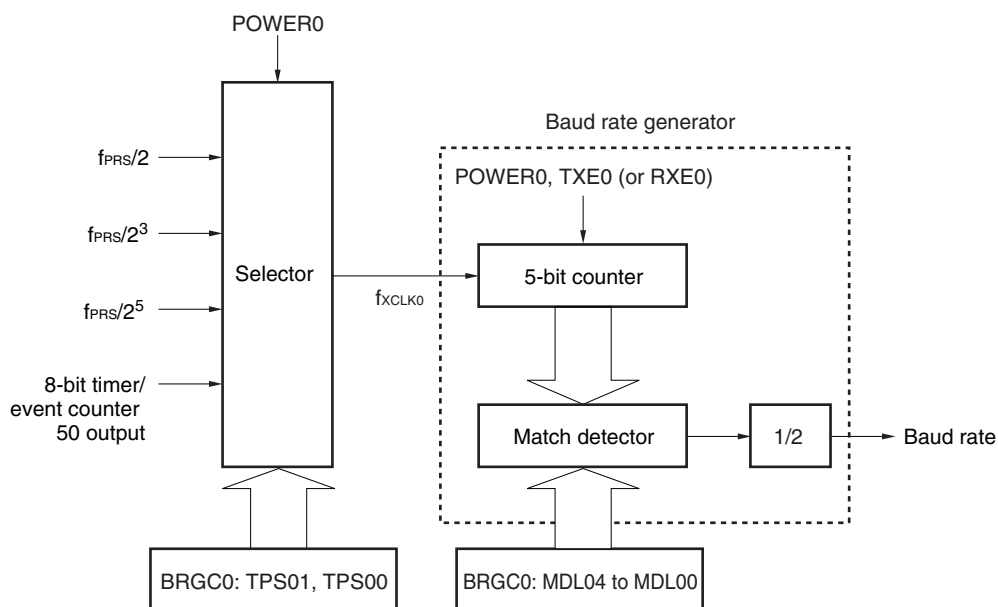 POWER0
Baud rate generator
fPRS/2
POWER0, TXE0 (or RXE0)
fPRS/2³
Selector
5-bit counter
fXCLK0
fPRS/2⁵
8-bit timer/
event counter
50 output
Match detector
1/2
Baud rate
BRGC0: TPS01, TPS00
BRGC0: MDL04 to MDL00